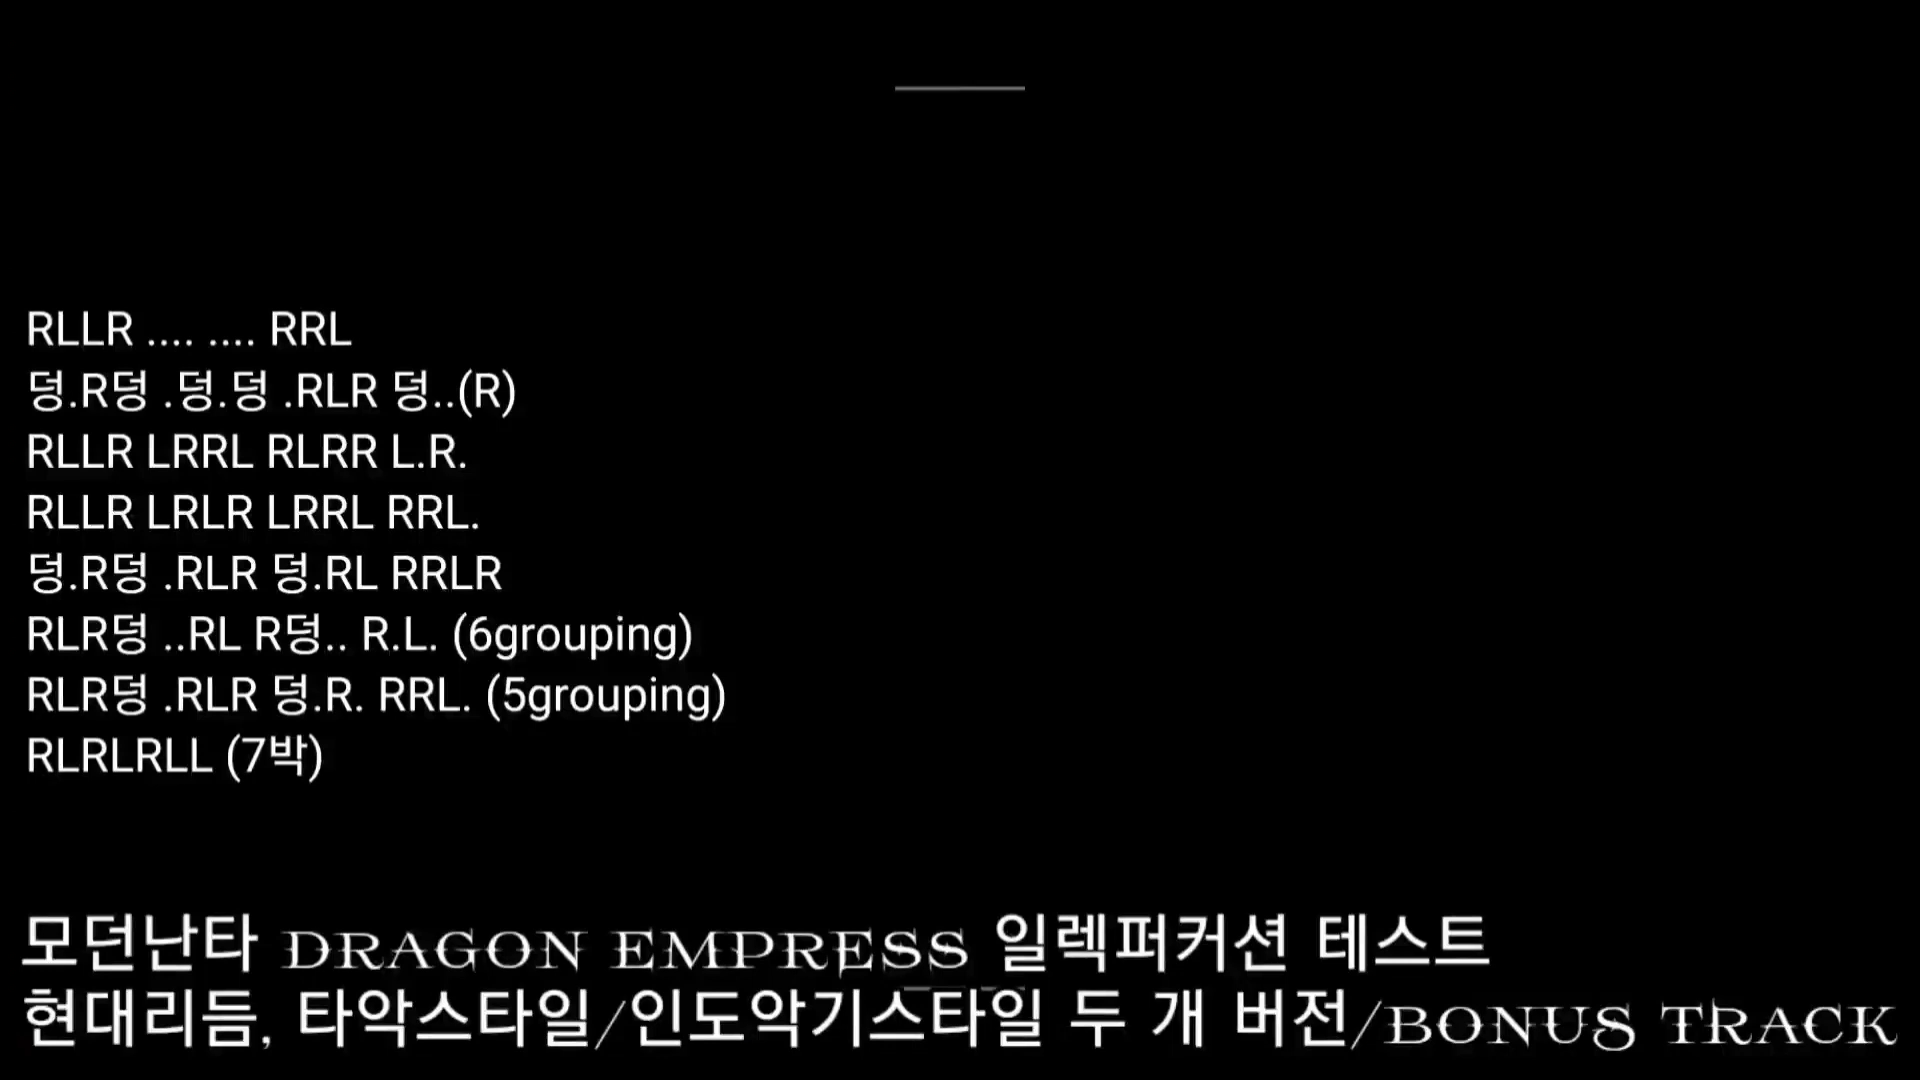 RLLR .... .... RRL
덩.R덩 .덩.덩 .RLR 덩..(R)
RLLR LRRL RLRR L.R.
RLLR LRLR LRRL RRL.
덩.R덩 .RLR 덩.RL RRLR
RLR덩 ..RL R덩.. R.L. (6grouping)
RLR덩 .RLR 덩.R. RRL. (5grouping)
RLRLRLL (7박)
모던난타 DRAGON EMPRESS 일렉퍼커션 테스트
현대리듬, 타악스타일/인도악기스타일 두 개 버전/BONUS TRACK